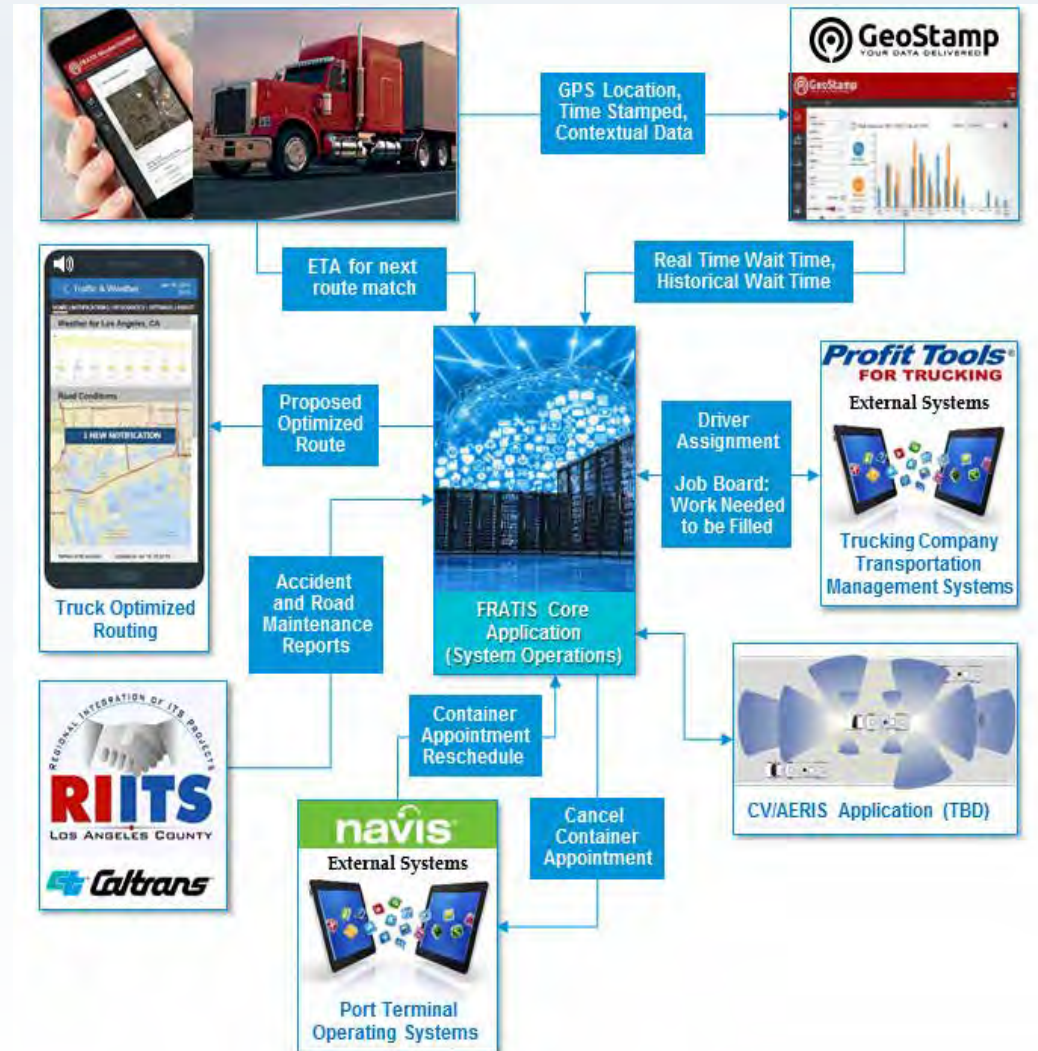 GeoStamp
YOUR DATA DELIVERED
GeoStamp
GPS Location,
Time Stamped,
Contextual Data
ETA for next
route match
Real Time Wait Time,
Historical Wait Time
Traffic & Weather
Weather for Los Angeles, CA
Road Conditions
1 NEW NOTIFICATION
Truck Optimized
Routing
Proposed
Optimized
Route
Profit Tools®
FOR TRUCKING
External Systems
Trucking Company
Transportation
Management Systems
Driver
Assignment
Job Board:
Work Needed
to be Filled
FRATIS Core
Application
(System Operations)
Accident
and Road
Maintenance
Reports
REGIONAL INTEGRATION OF ITS PROJECTS
RIITS
LOS ANGELES COUNTY
ct Caltrans
Container
Appointment
Reschedule
Cancel
Container
Appointment
CV/AERIS Application (TBD)
navis
External Systems
Port Terminal
Operating Systems